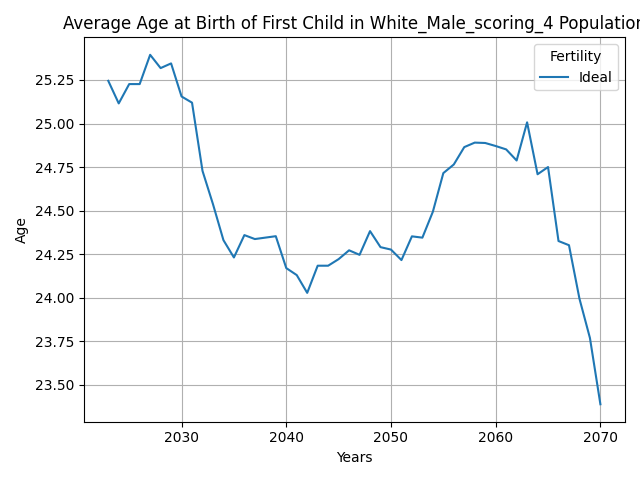 Average Age at Birth of First Child in White_Male_scoring_4 Population
Fertility
Ideal
25.25
25.00
24.75
24.50
24.25
24.00
23.75
23.50
Age
2030 2040 2050 2060 2070
Years